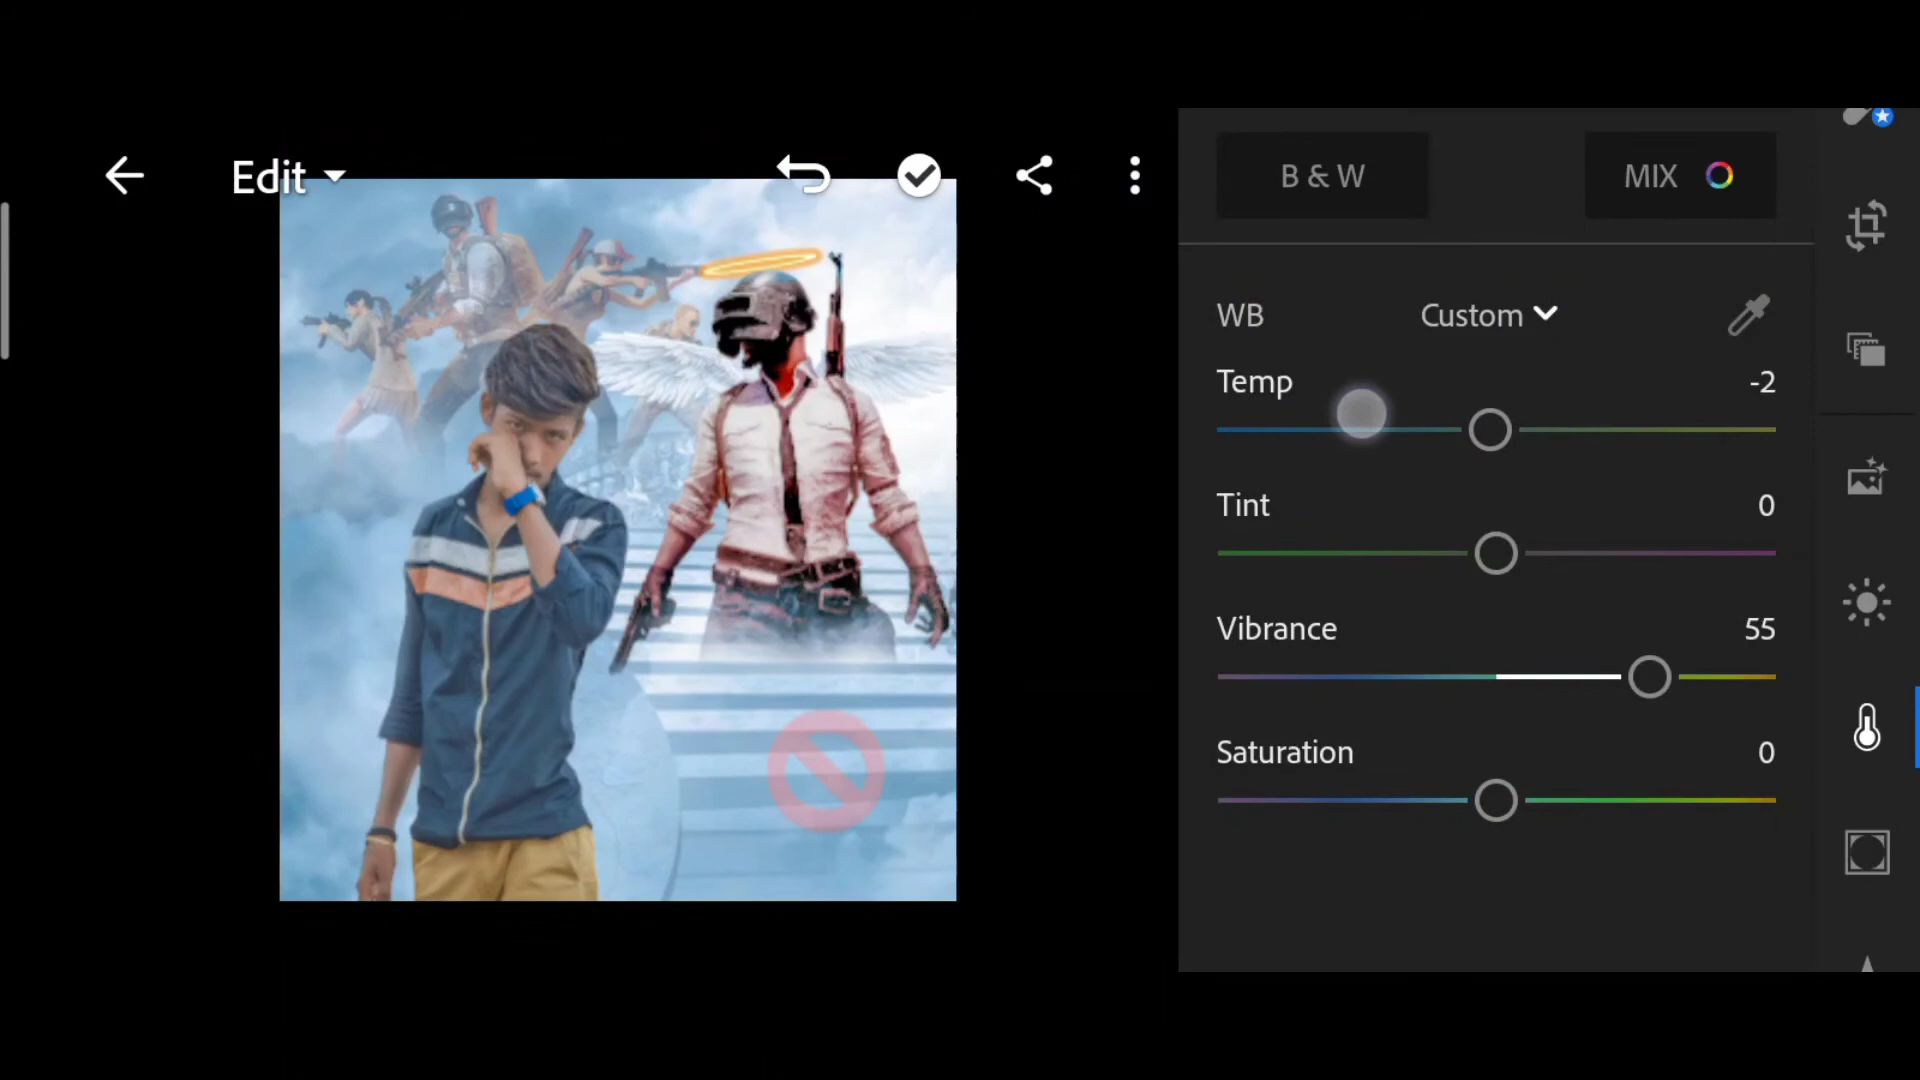 Edit
B & W
MIX
WB
Custom
Temp
-2
Tint
0
Vibrance
55
Saturation
0